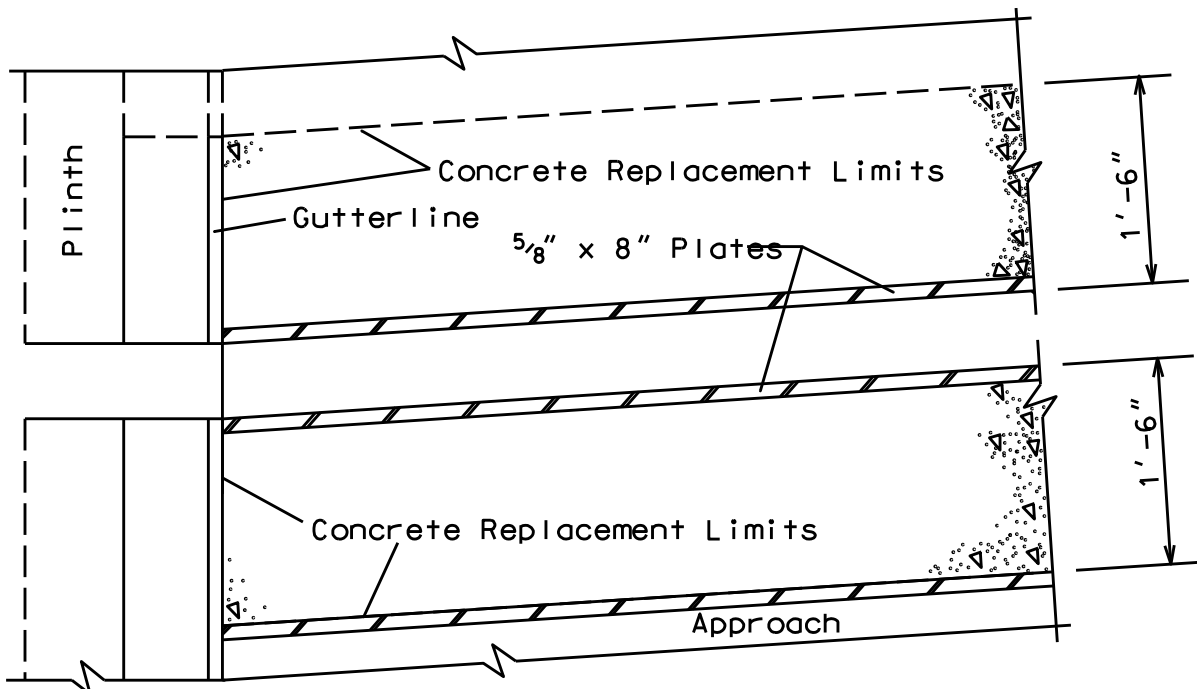 Plinth
Concrete Replacement Limits
Gutterline
5/8" x 8" Plates
1'-6"
1'-6"
Concrete Replacement Limits
Approach